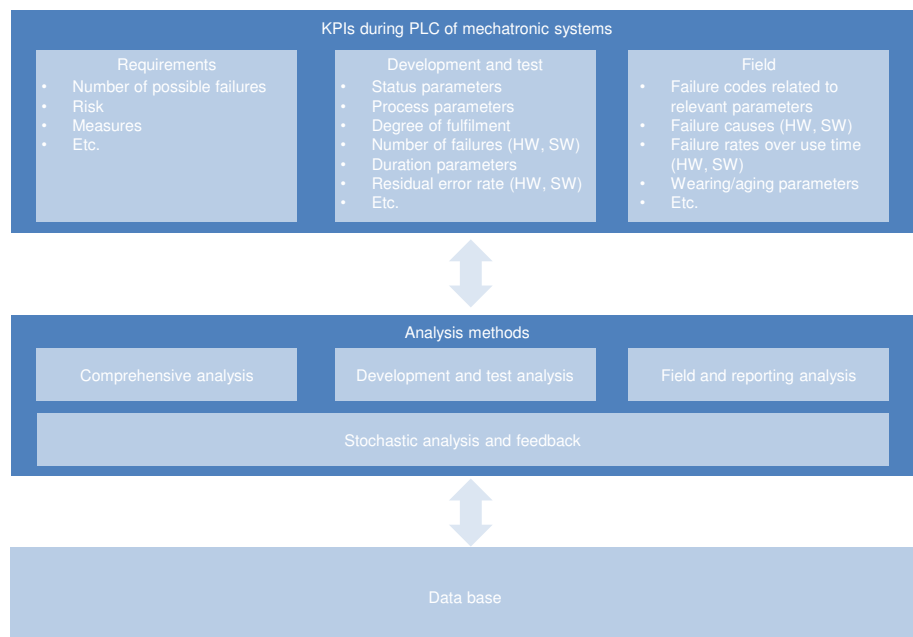 KPIs during PLC of mechatronic systems
Requirements
• Number of possible failures
• Risk
• Measures
• Etc.
Development and test
• Status parameters
• Process parameters
• Degree of fulfilment
• Number of failures (HW, SW)
• Duration parameters
• Residual error rate (HW, SW)
• Etc.
Field
• Failure codes related to
relevant parameters
• Failure causes (HW, SW)
• Failure rates over use time
(HW, SW)
• Wearing/aging parameters
• Etc.
Analysis methods
Comprehensive analysis
Development and test analysis
Field and reporting analysis
Stochastic analysis and feedback
Data base